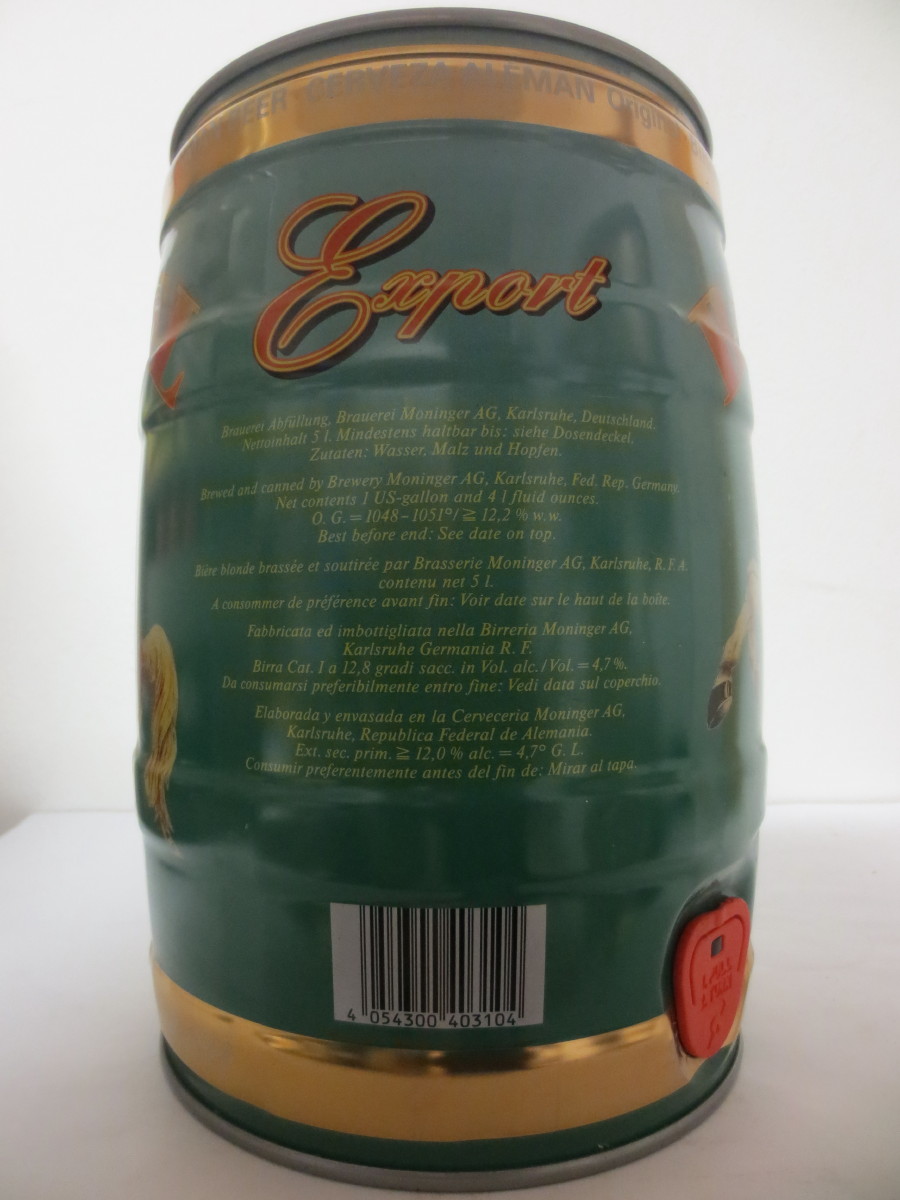 BEER CERVEZA ALEMAN Origin
Export
Brauerei Abfüllung, Brauerei Moninger AG, Karlsruhe, Deutschland.
Nettoinhalt 5 l. Mindestens haltbar bis: siehe Dosendeckel.
Zutaten: Wasser, Malz und Hopfen.
Brewed and canned by Brewery Moninger AG, Karlsruhe, Fed. Rep. Germany.
Net contents 1 US-gallon and 41 fluid ounces.
O. G. = 1048-1051°/≧ 12,2 % w.w.
Best before end: See date on top.
Bière blonde brassée et soutirée par Brasserie Moninger AG, Karlsruhe, R. F. A.
contenu net 5 l.
A consommer de préférence avant fin: Voir date sur le haut de la boîte.
Fabbricata ed imbottigliata nella Birreria Moninger AG,
Karlsruhe Germania R. F.
Birra Cat. I a 12,8 gradi sacc. in Vol. alc./Vol. = 4,7 %.
Da consumarsi preferibilmente entro fine: Vedi data sul coperchio.
Elaborada y envasada en la Cerveceria Moninger AG,
Karlsruhe, Republica Federal de Alemania.
Ext. sec. prim. ≧ 12,0 % alc. = 4,7° G. L.
Consumir preferentemente antes del fin de: Mirar al tapa.
4 054300 403104